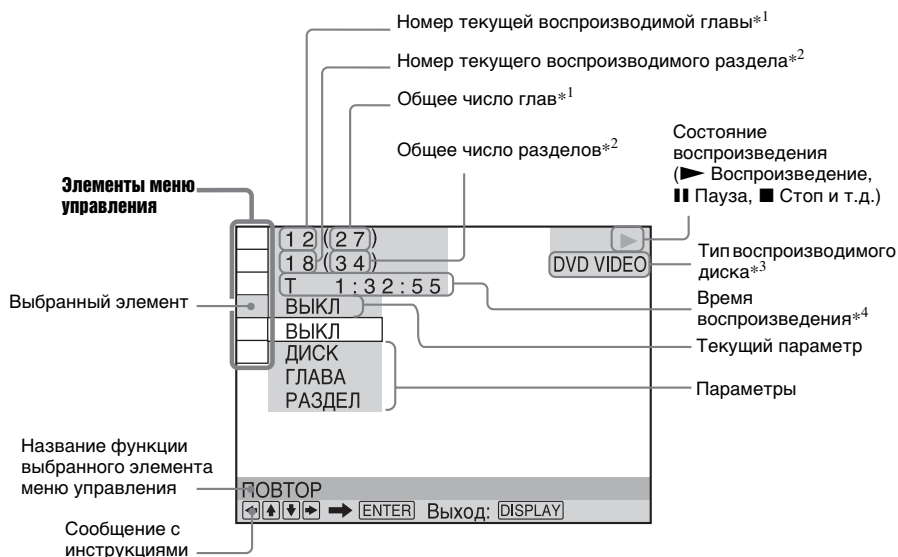 Номер текущей воспроизводимой главы*1
Номер текущего воспроизводимого раздела*2
Общее число глав*1
Общее число разделов*2
Состояние
воспроизведения
(► Воспроизведение,
▮▮ Пауза, ■ Стоп и т.д.)
Элементы меню
управления
12(27)
18(34)
DVD VIDEO
Тип воспроизводимого
диска*3
T 1:32:55
Время
воспроизведения*4
Выбранный элемент
ВЫКЛ
Текущий параметр
ВЫКЛ
ДИСК
ГЛАВА
РАЗДЕЛ
Параметры
Название функции
выбранного элемента
меню управления
ПОВТОР
ENTER Выход: DISPLAY
Сообщение с
инструкциями